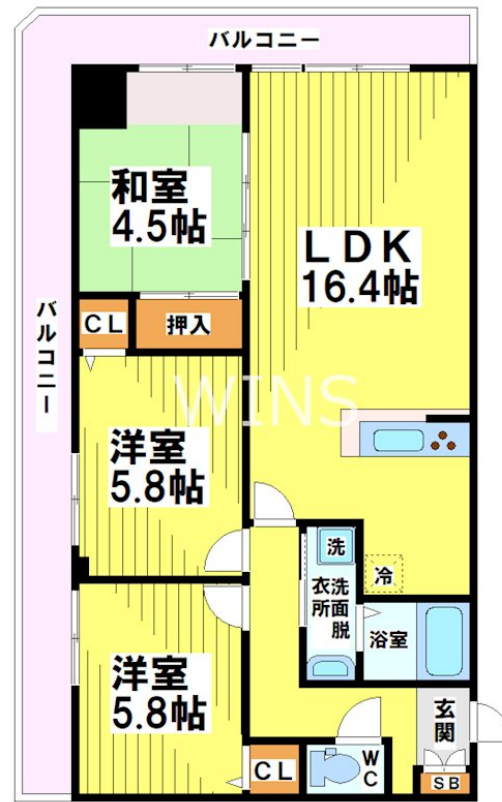 バルコニー
和室
4.5帖
LDK
16.4帖
バルコニー
CL
押入
WINS
洋室
5.8帖
洗
冷
洗面脱
衣所
浴室
洋室
5.8帖
玄関
CL
WC
SB